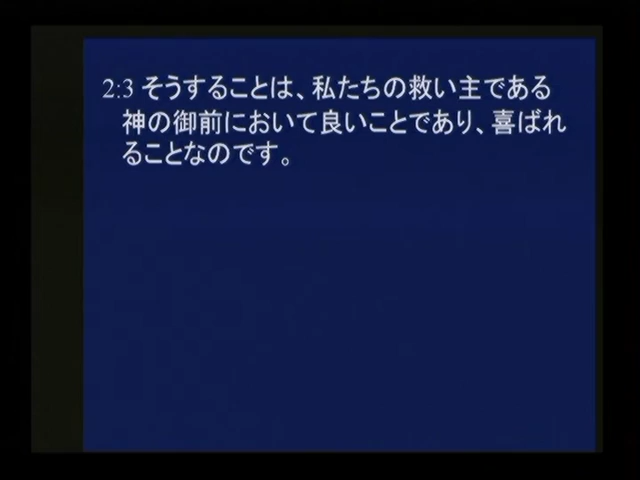 2:3 そうすることは、私たちの救い主である
神の御前において良いことであり、喜ばれ
ることなのです。